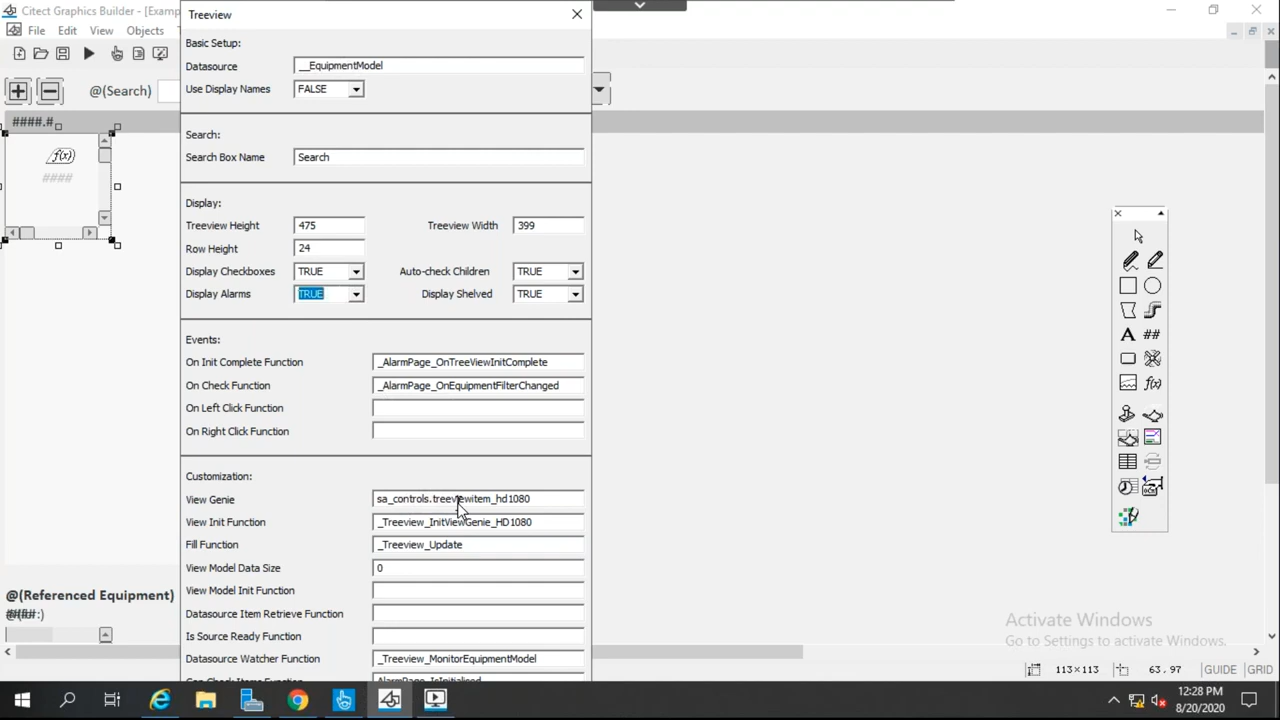 Citect Graphics Builder - [Examp
Treeview
File Edit View Objects
Basic Setup:
Datasource __EquipmentModel
Use Display Names FALSE
@(Search)
####.#
Search:
Search Box Name Search
f(x)
####
Display:
Treeview Height 475 Treeview Width 399
Row Height 24
Display Checkboxes TRUE Auto-check Children TRUE
Display Alarms TRUE Display Shelved TRUE
A ##
f(x)
Events:
On Init Complete Function _AlarmPage_OnTreeViewInitComplete
On Check Function _AlarmPage_OnEquipmentFilterChanged
On Left Click Function
On Right Click Function
Customization:
View Genie sa_controls.treeviewitem_hd1080
View Init Function _Treeview_InitViewGenie_HD1080
Fill Function _Treeview_Update
View Model Data Size 0
View Model Init Function
Datasource Item Retrieve Function
Is Source Ready Function
Datasource Watcher Function _Treeview_MonitorEquipmentModel
@(Referenced Equipment)
Activate Windows
Go to Settings to activate Windows.
113×113 63, 97 GUIDE GRID
12:28 PM
8/20/2020